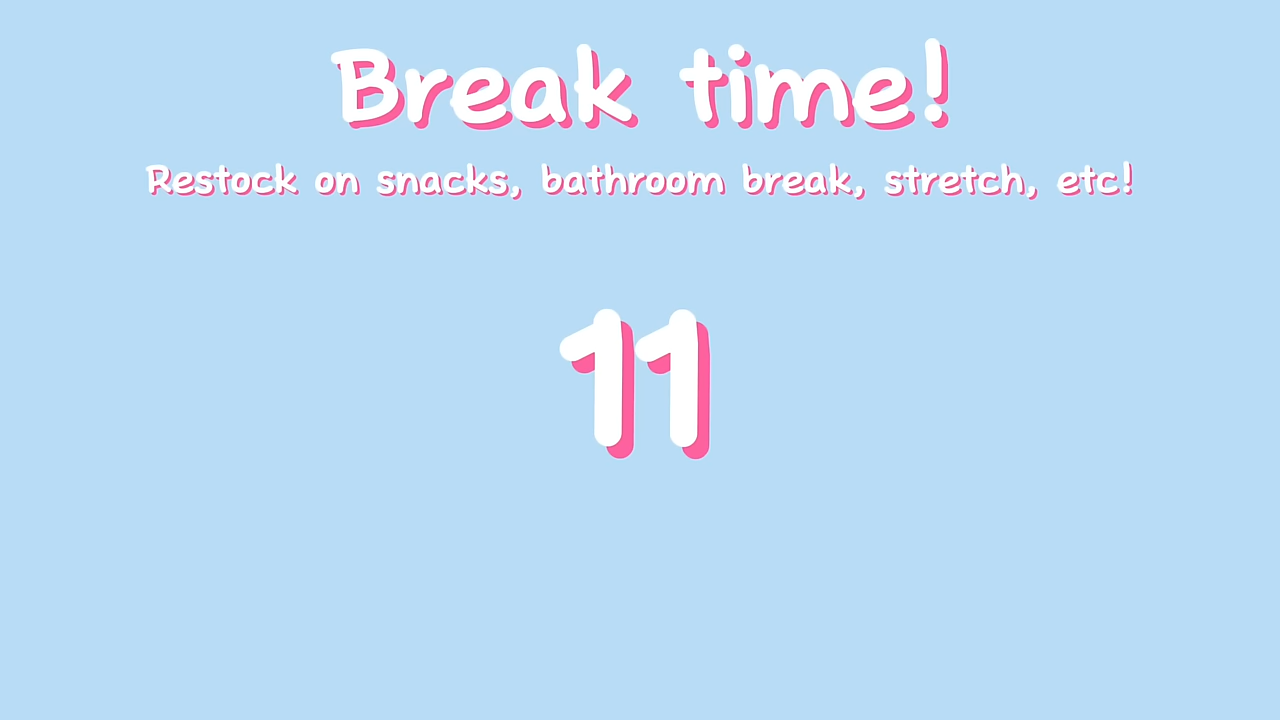 Break time!
Restock on snacks, bathroom break, stretch, etc!
11